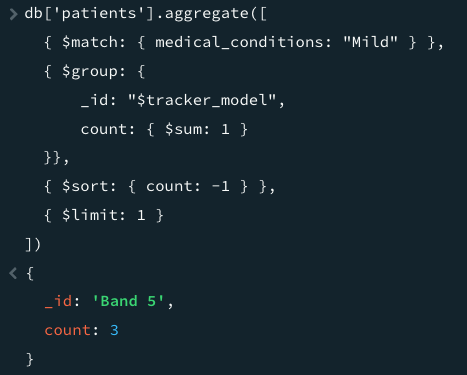 > db['patients'].aggregate([
{ $match: { medical_conditions: "Mild" } },
{ $group: {
_id: "$tracker_model",
count: { $sum: 1 }
}},
{ $sort: { count: -1 } },
{ $limit: 1 }
])
< {
_id: 'Band 5',
count: 3
}